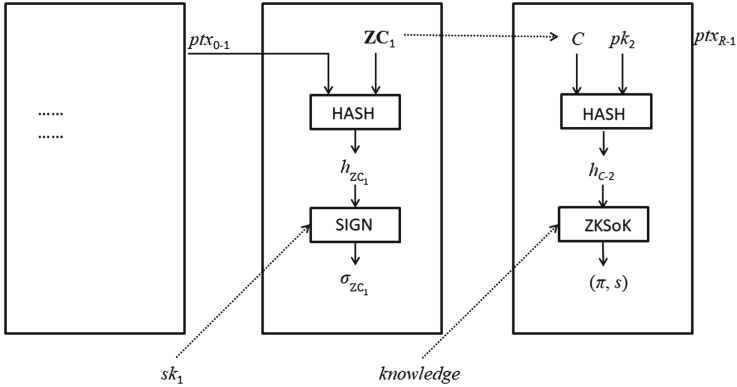 ptx0-1
ZC1
C pk2
ptxR-1
HASH
HASH
......
......
hZC1
hC-2
SIGN
ZKSoK
σZC1
(π, s)
sk1
knowledge